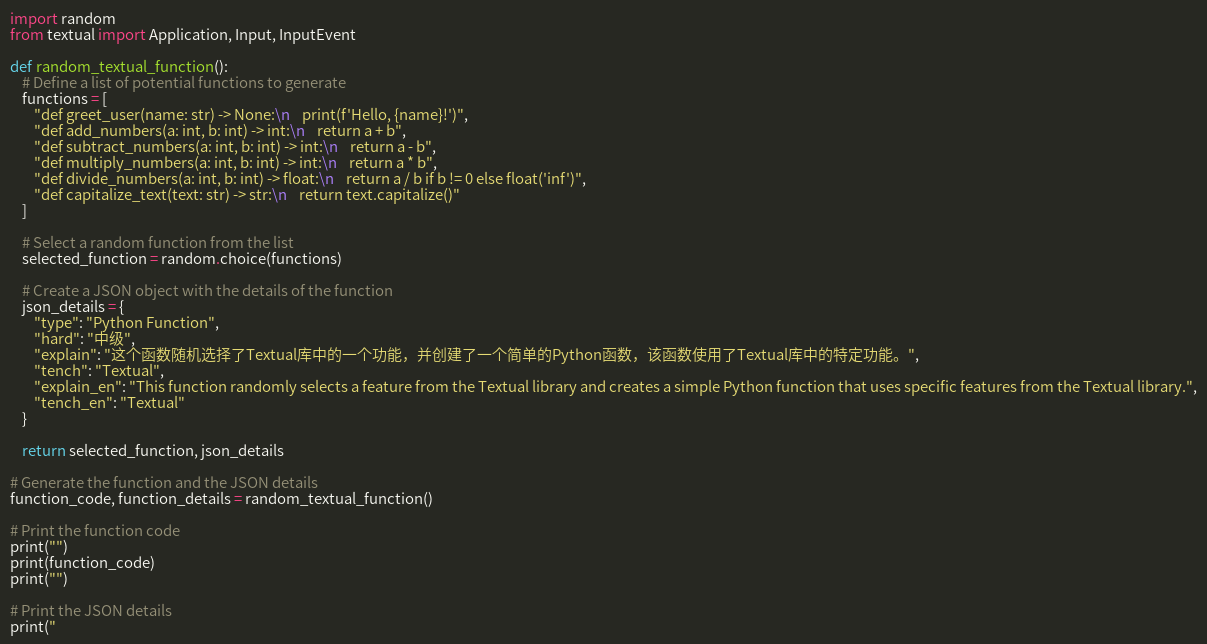 import random
from textual import Application, Input, InputEvent

def random_textual_function():
    # Define a list of potential functions to generate
    functions = [
        "def greet_user(name: str) -> None:\n    print(f'Hello, {name}!')",
        "def add_numbers(a: int, b: int) -> int:\n    return a + b",
        "def subtract_numbers(a: int, b: int) -> int:\n    return a - b",
        "def multiply_numbers(a: int, b: int) -> int:\n    return a * b",
        "def divide_numbers(a: int, b: int) -> float:\n    return a / b if b != 0 else float('inf')",
        "def capitalize_text(text: str) -> str:\n    return text.capitalize()"
    ]

    # Select a random function from the list
    selected_function = random.choice(functions)

    # Create a JSON object with the details of the function
    json_details = {
        "type": "Python Function",
        "hard": "中级",
        "explain": "这个函数随机选择了Textual库中的一个功能，并创建了一个简单的Python函数，该函数使用了Textual库中的特定功能。",
        "tench": "Textual",
        "explain_en": "This function randomly selects a feature from the Textual library and creates a simple Python function that uses specific features from the Textual library.",
        "tench_en": "Textual"
    }

    return selected_function, json_details

# Generate the function and the JSON details
function_code, function_details = random_textual_function()

# Print the function code
print("")
print(function_code)
print("")

# Print the JSON details
print("